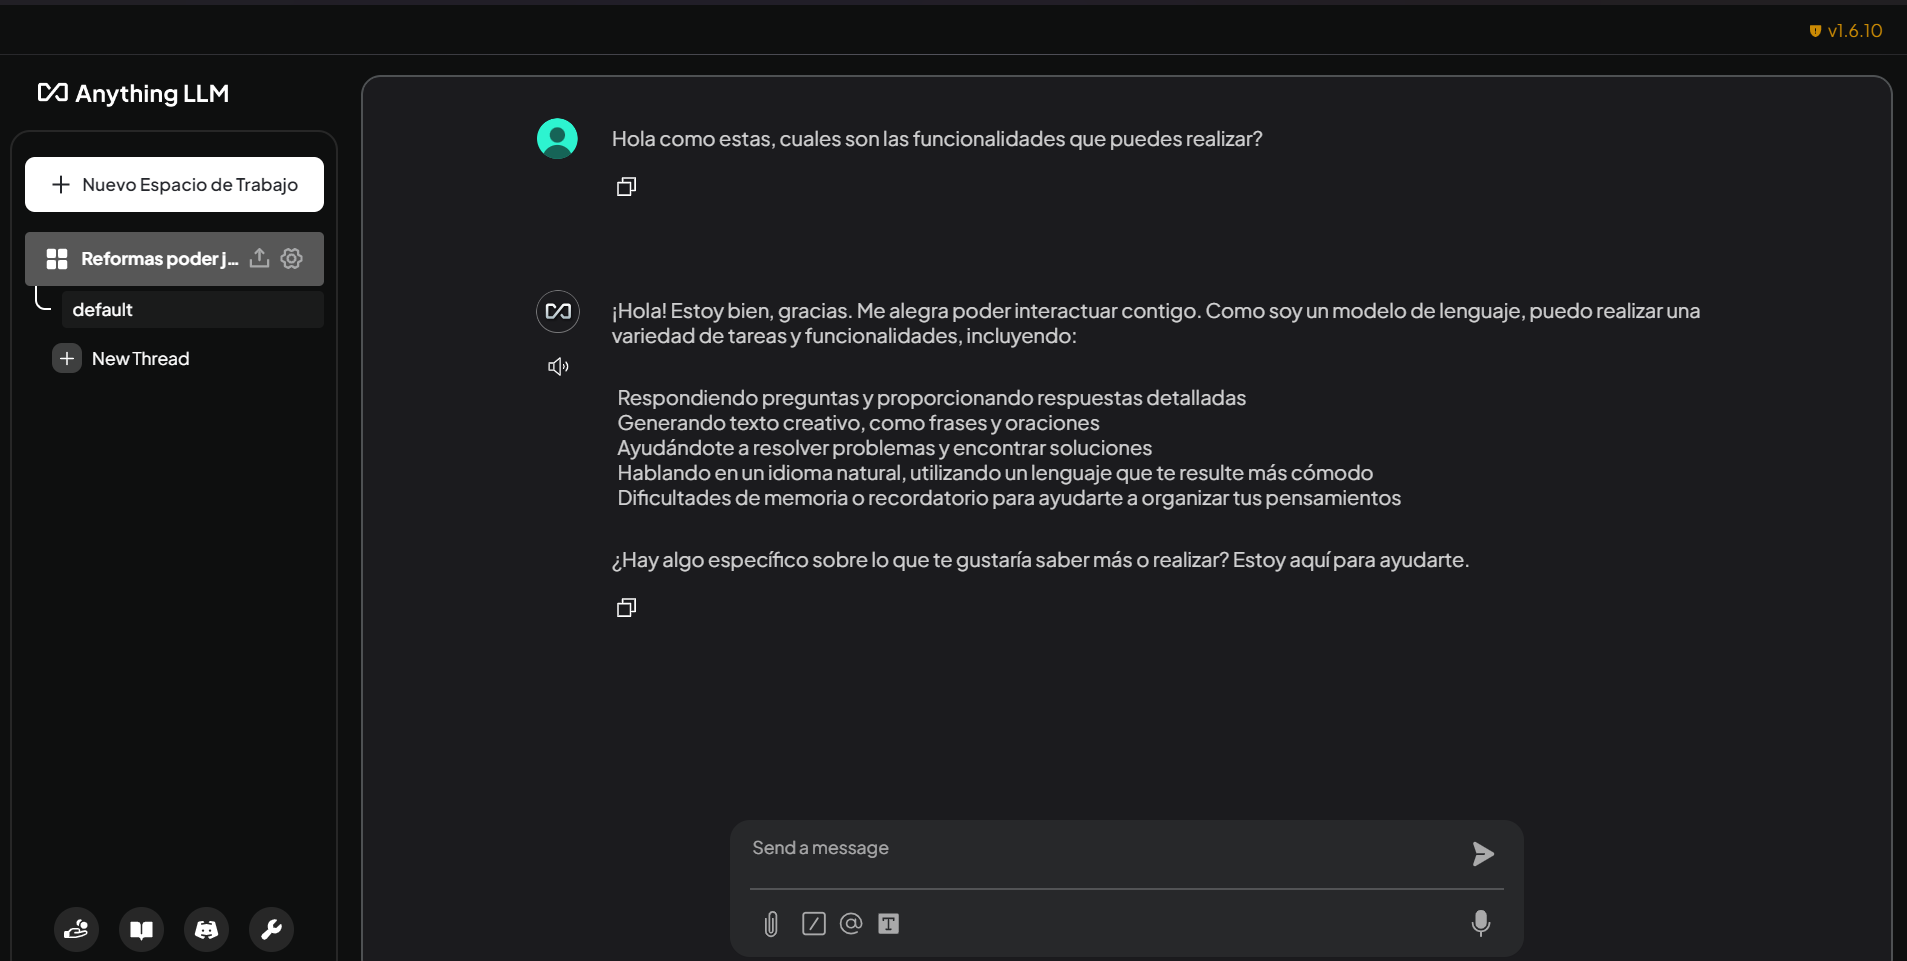 v1.6.10
Anything LLM
Nuevo Espacio de Trabajo
Reformas poder j...
default
New Thread
Hola como estas, cuales son las funcionalidades que puedes realizar?
¡Hola! Estoy bien, gracias. Me alegra poder interactuar contigo. Como soy un modelo de lenguaje, puedo realizar una
variedad de tareas y funcionalidades, incluyendo:
Respondiendo preguntas y proporcionando respuestas detalladas
Generando texto creativo, como frases y oraciones
Ayudándote a resolver problemas y encontrar soluciones
Hablando en un idioma natural, utilizando un lenguaje que te resulte más cómodo
Dificultades de memoria o recordatorio para ayudarte a organizar tus pensamientos
¿Hay algo específico sobre lo que te gustaría saber más o realizar? Estoy aquí para ayudarte.
Send a message